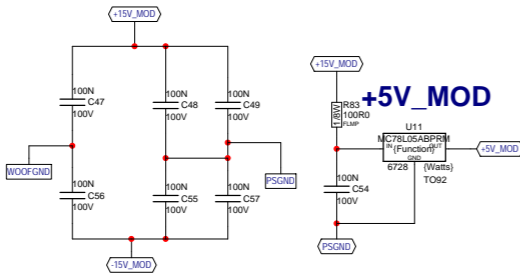 +15V_MOD
100N
C47
100V
100N
C48
100V
100N
C49
100V
WOOFGND
PSGND
100N
C56
100V
100N
C55
100V
100N
C57
100V
-15V_MOD
+15V_MOD
+5V_MOD
1/8W
R83
100R0
FLMP
U11
MC78L05ABPRM
IN {Function} OUT
GND
6728 {Watts}
TO92
+5V_MOD
100N
C54
100V
PSGND